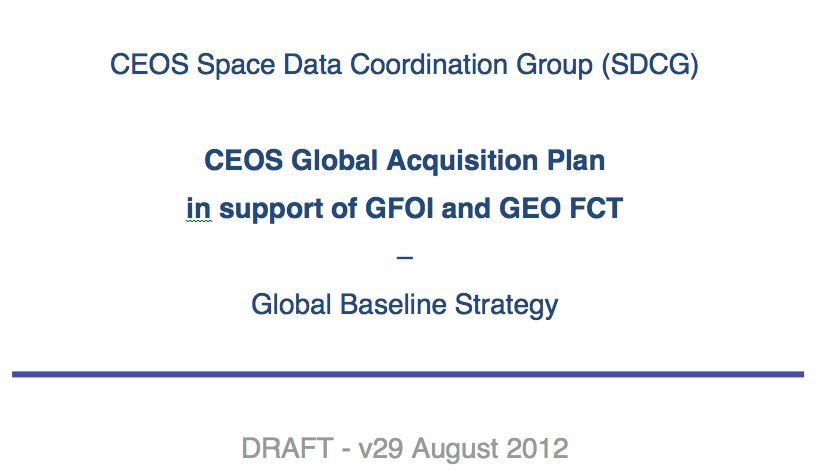 CEOS Space Data Coordination Group (SDCG)
CEOS Global Acquisition Plan
in support of GFOI and GEO FCT
–
Global Baseline Strategy
DRAFT - v29 August 2012